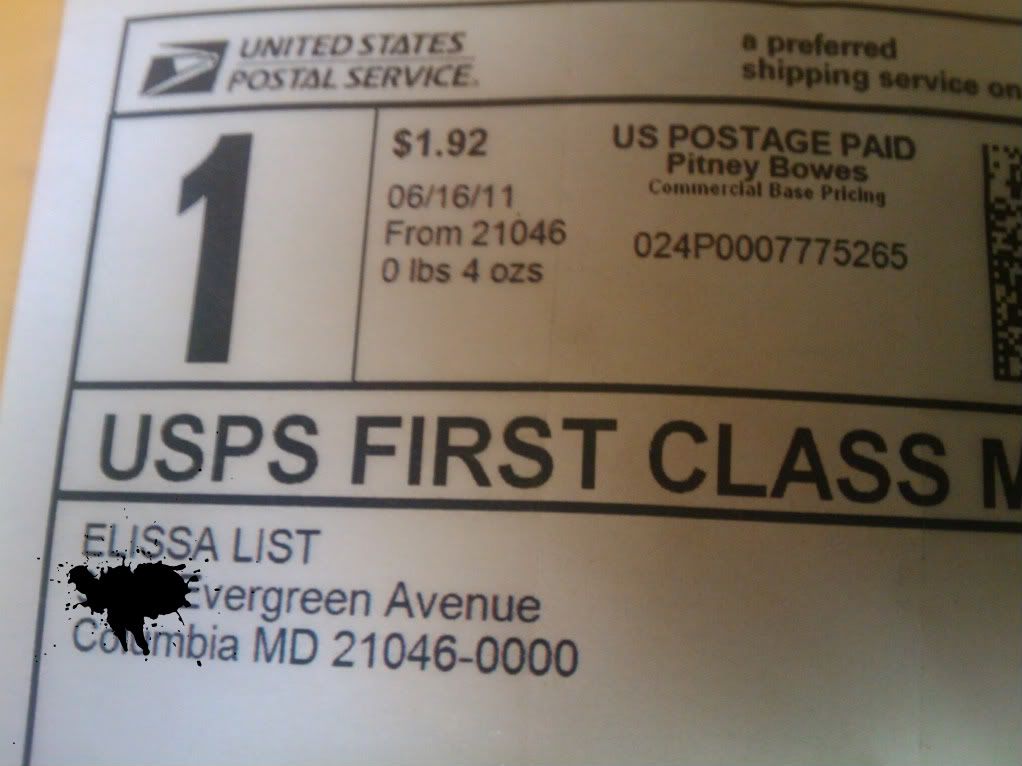 UNITED STATES
POSTAL SERVICE.
a preferred
shipping service on
1
$1.92
06/16/11
From 21046
0 lbs 4 ozs
US POSTAGE PAID
Pitney Bowes
Commercial Base Pricing
024P0007775265
USPS FIRST CLASS M
ELISSA LIST
Evergreen Avenue
Columbia MD 21046-0000